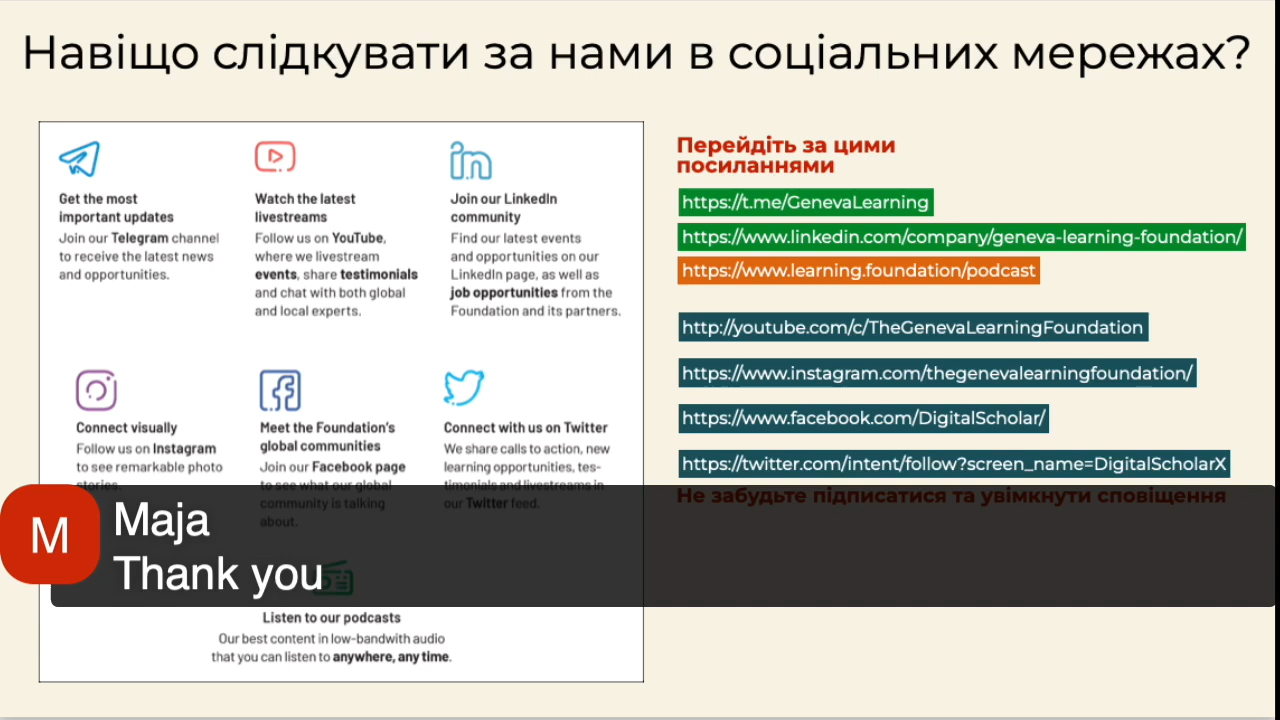 Навіщо слідкувати за нами в соціальних мережах?
Get the most
important updates
Join our Telegram channel
to receive the latest news
and opportunities.
Watch the latest
livestreams
Follow us on YouTube,
where we livestream
events, share testimonials
and chat with both global
and local experts.
Join our LinkedIn
community
Find our latest events
and opportunities on our
LinkedIn page, as well as
job opportunities from the
Foundation and its partners.
Connect visually
Follow us on Instagram
to see remarkable photo
stories.
Meet the Foundation's
global communities
Join our Facebook page
to see what our global
community is talking
about.
Connect with us on Twitter
We share calls to action, new
learning opportunities, tes-
timonials and livestreams in
our Twitter feed.
Listen to our podcasts
Our best content in low-bandwith audio
that you can listen to anywhere, any time.
Перейдіть за цими
посиланнями
https://t.me/GenevaLearning
https://www.linkedin.com/company/geneva-learning-foundation/
https://www.learning.foundation/podcast
http://youtube.com/c/TheGenevaLearningFoundation
https://www.instagram.com/thegenevalearningfoundation/
https://www.facebook.com/DigitalScholar/
https://twitter.com/intent/follow?screen_name=DigitalScholarX
Не забудьте підписатися та увімкнути сповіщення
M
Maja
Thank you